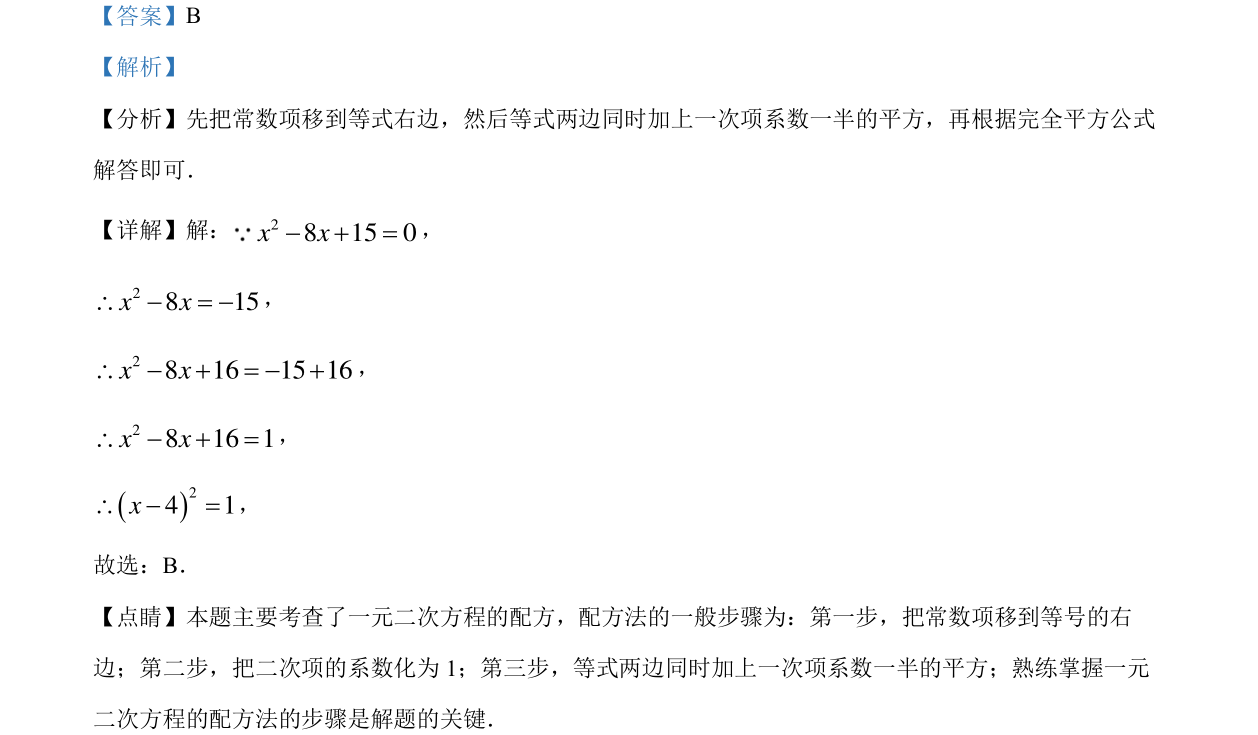 【答案】B
【解析】
【分析】先把常数项移到等式右边，然后等式两边同时加上一次项系数一半的平方，再根据完全平方公式
解答即可．
【详解】解：∵x²−8x+15=0，
∴x²−8x=−15，
∴x²−8x+16=−15+16，
∴x²−8x+16=1，
∴(x−4)²=1，
故选：B．
【点睛】本题主要考查了一元二次方程的配方，配方法的一般步骤为：第一步，把常数项移到等号的右
边；第二步，把二次项的系数化为 1；第三步，等式两边同时加上一次项系数一半的平方；熟练掌握一元
二次方程的配方法的步骤是解题的关键．